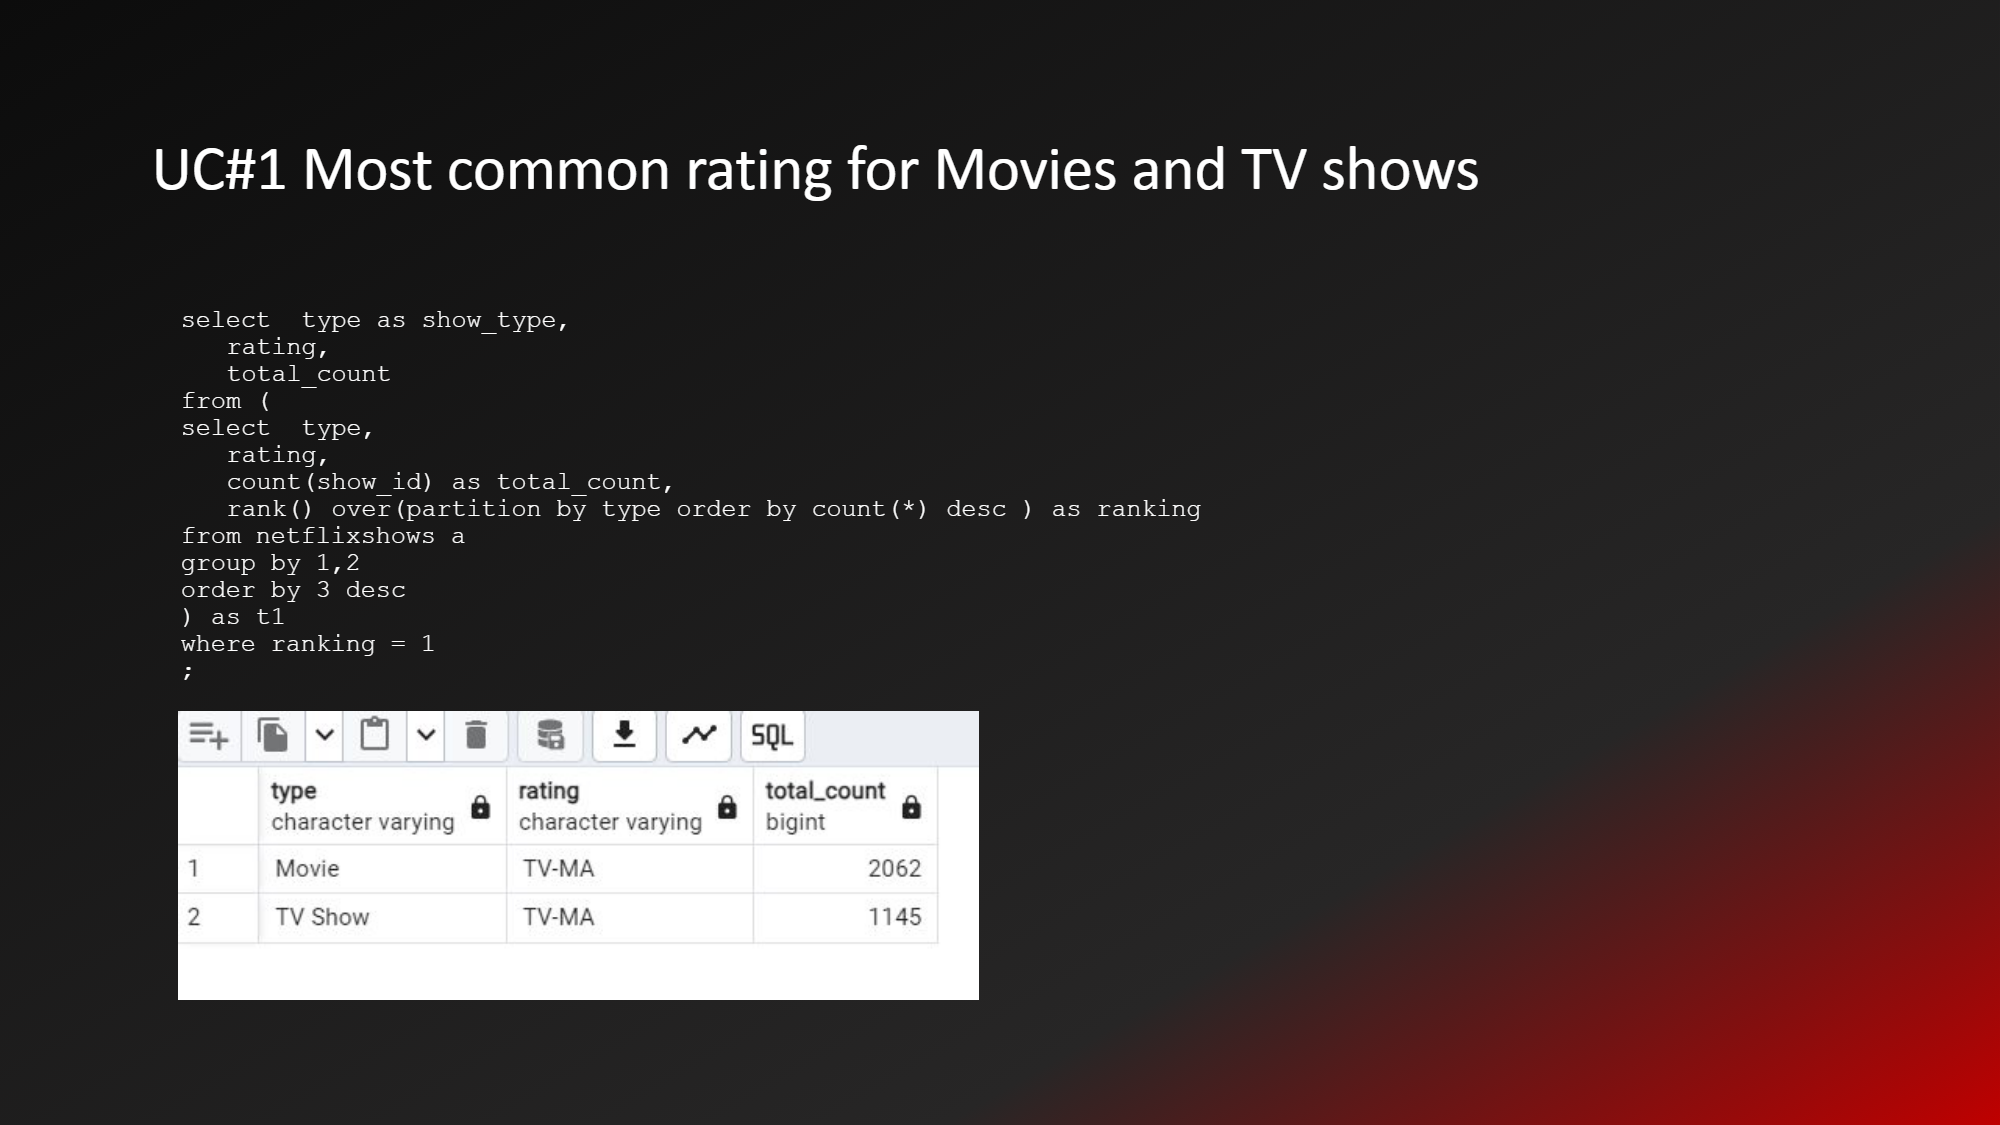 UC#1 Most common rating for Movies and TV shows
select  type as show_type,
   rating,
   total_count
from (
select  type,
   rating,
   count(show_id) as total_count,
   rank() over(partition by type order by count(*) desc ) as ranking
from netflixshows a
group by 1,2
order by 3 desc
) as t1
where ranking = 1
;
SQL
type rating total_count
character varying character varying bigint
1 Movie TV-MA 2062
2 TV Show TV-MA 1145